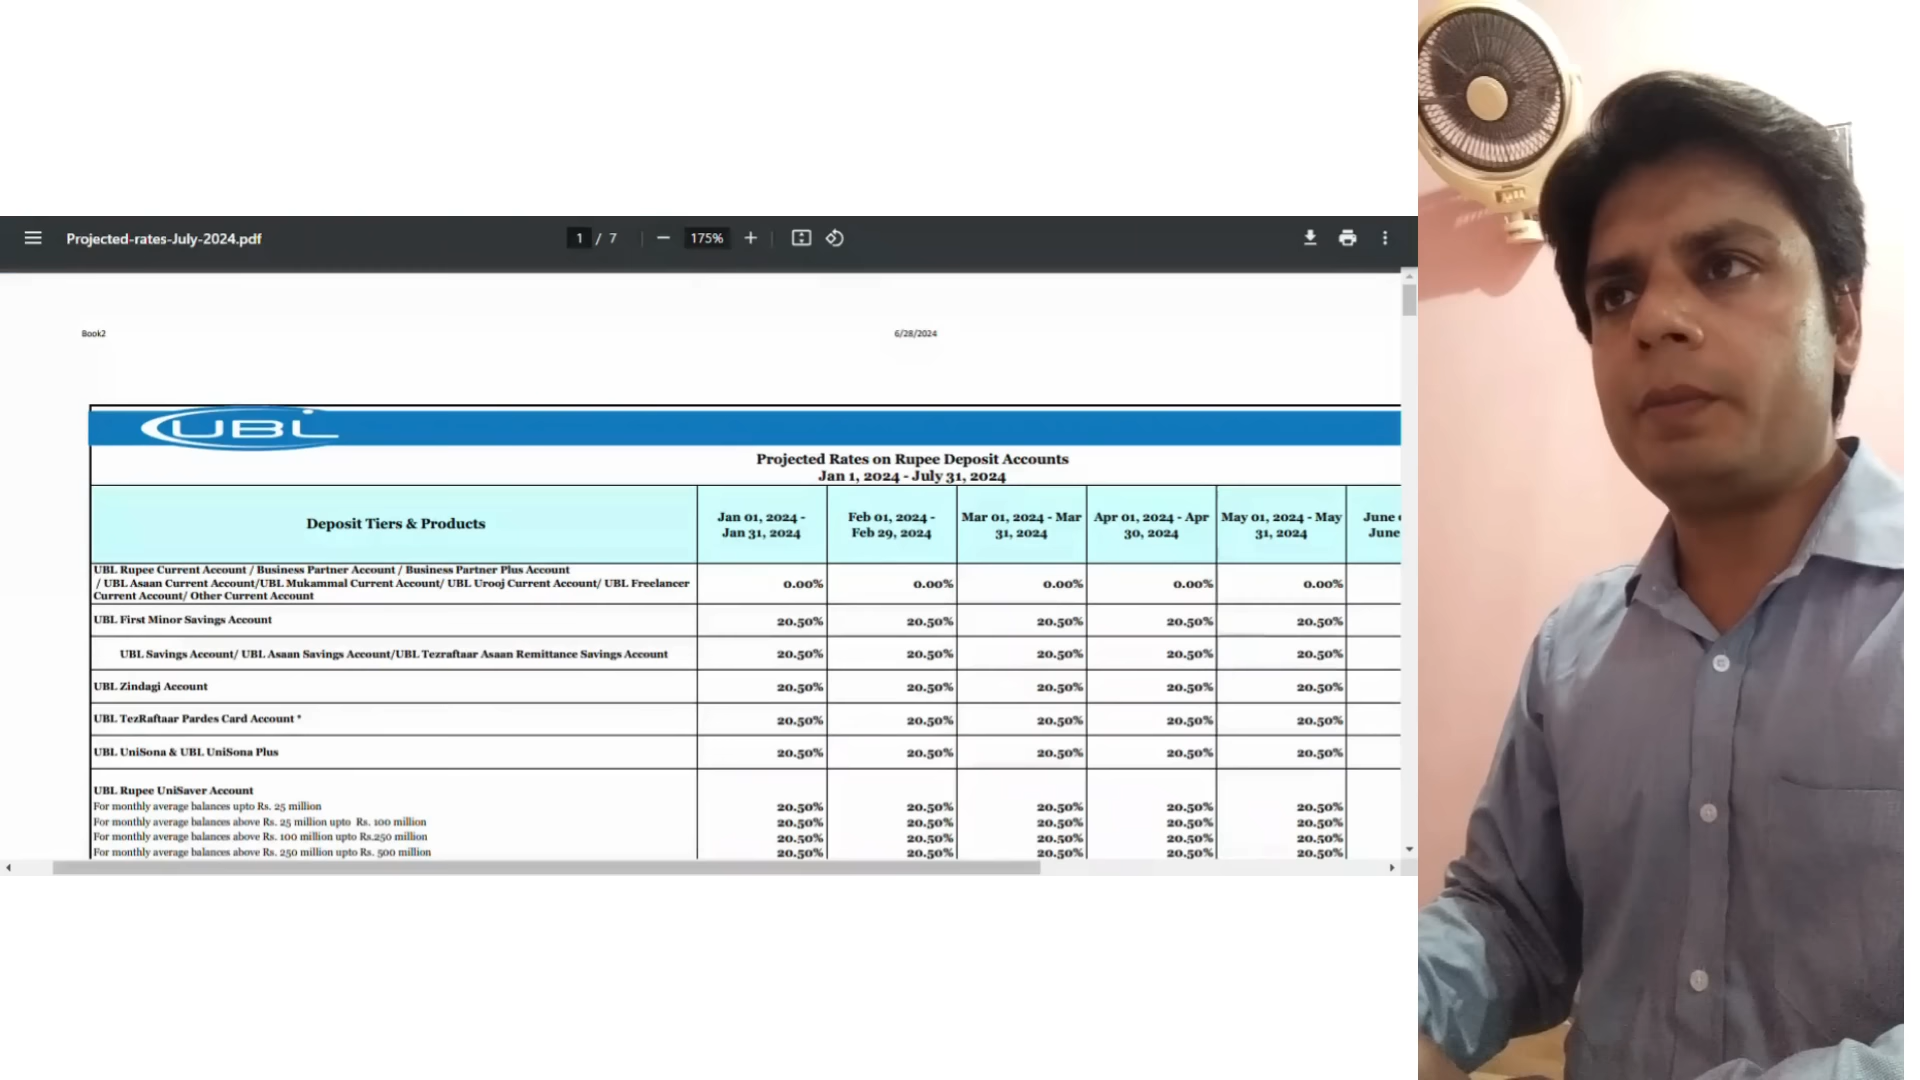 Projected-rates-July-2024.pdf 1 / 7 175%
Book2 6/28/2024
UBL
Projected Rates on Rupee Deposit Accounts
Jan 1, 2024 - July 31, 2024
Deposit Tiers & Products
Jan 01, 2024 -
Jan 31, 2024
Feb 01, 2024 -
Feb 29, 2024
Mar 01, 2024 - Mar
31, 2024
Apr 01, 2024 - Apr
30, 2024
May 01, 2024 - May
31, 2024
June
June
UBL Rupee Current Account / Business Partner Account / Business Partner Plus Account
/ UBL Asaan Current Account/UBL Mukammal Current Account/ UBL Urooj Current Account/ UBL Freelancer
Current Account/ Other Current Account
0.00% 0.00% 0.00% 0.00% 0.00%
UBL First Minor Savings Account 20.50% 20.50% 20.50% 20.50% 20.50%
UBL Savings Account/ UBL Asaan Savings Account/UBL Tezraftaar Asaan Remittance Savings Account 20.50% 20.50% 20.50% 20.50% 20.50%
UBL Zindagi Account 20.50% 20.50% 20.50% 20.50% 20.50%
UBL TezRaftaar Pardes Card Account * 20.50% 20.50% 20.50% 20.50% 20.50%
UBL UniSona & UBL UniSona Plus 20.50% 20.50% 20.50% 20.50% 20.50%
UBL Rupee UniSaver Account
For monthly average balances upto Rs. 25 million 20.50% 20.50% 20.50% 20.50% 20.50%
For monthly average balances above Rs. 25 million upto Rs. 100 million 20.50% 20.50% 20.50% 20.50% 20.50%
For monthly average balances above Rs. 100 million upto Rs.250 million 20.50% 20.50% 20.50% 20.50% 20.50%
For monthly average balances above Rs. 250 million upto Rs. 500 million 20.50% 20.50% 20.50% 20.50% 20.50%